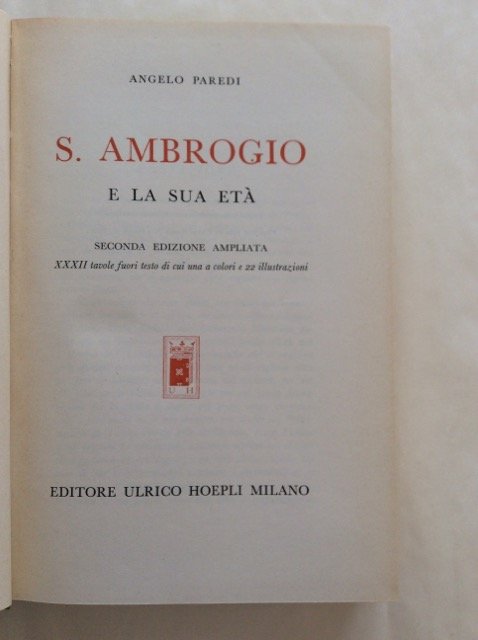 ANGELO PAREDI
S. AMBROGIO
E LA SUA ETÀ
SECONDA EDIZIONE AMPLIATA
XXXII tavole fuori testo di cui una a colori e 22 illustrazioni
U H
EDITORE ULRICO HOEPLI MILANO